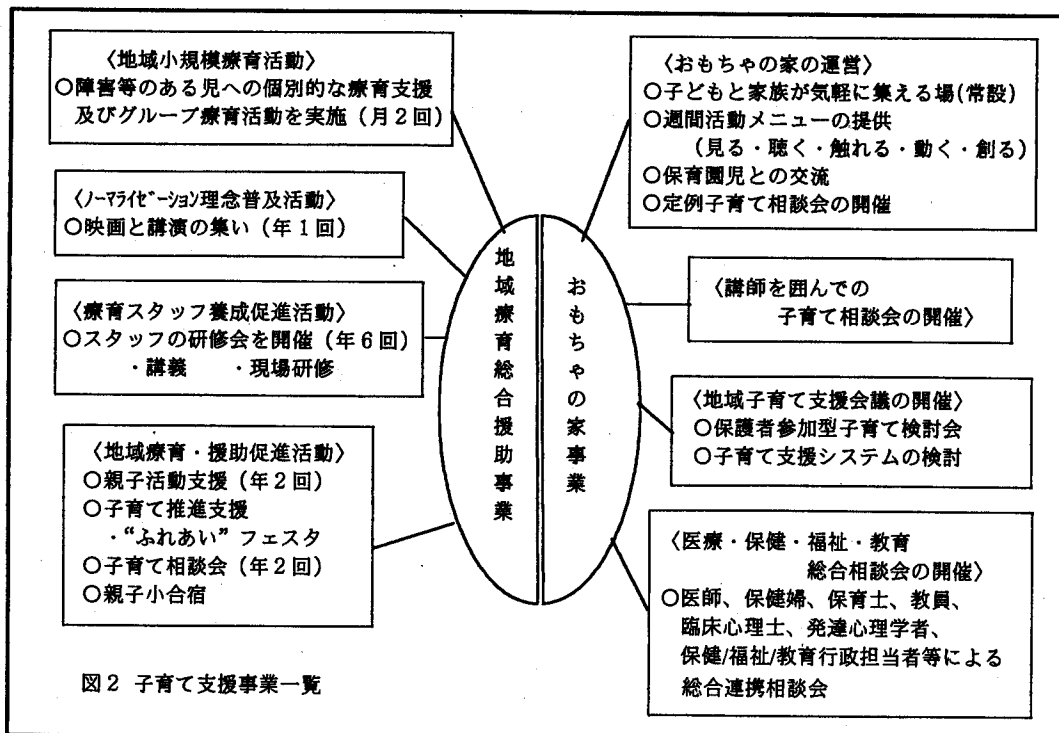 〈地域小規模療育活動〉
○障害等のある児への個別的な療育支援
及びグループ療育活動を実施（月２回）
〈ﾉｰﾏﾗｲｾﾞｰｼｮﾝ理念普及活動〉
○映画と講演の集い（年１回）
〈療育スタッフ養成促進活動〉
○スタッフの研修会を開催（年６回）
・講義　・現場研修
〈地域療育・援助促進活動〉
○親子活動支援（年２回）
○子育て推進支援
・“ふれあい”フェスタ
○子育て相談会（年２回）
○親子小合宿
地域療育総合援助事業
おもちゃの家事業
〈おもちゃの家の運営〉
○子どもと家族が気軽に集える場(常設)
○週間活動メニューの提供
（見る・聴く・触れる・動く・創る）
○保育園児との交流
○定例子育て相談会の開催
〈講師を囲んでの
子育て相談会の開催〉
〈地域子育て支援会議の開催〉
○保護者参加型子育て検討会
○子育て支援システムの検討
〈医療・保健・福祉・教育
総合相談会の開催〉
○医師、保健婦、保育士、教員、
臨床心理士、発達心理学者、
保健/福祉/教育行政担当者等による
総合連携相談会
図２ 子育て支援事業一覧